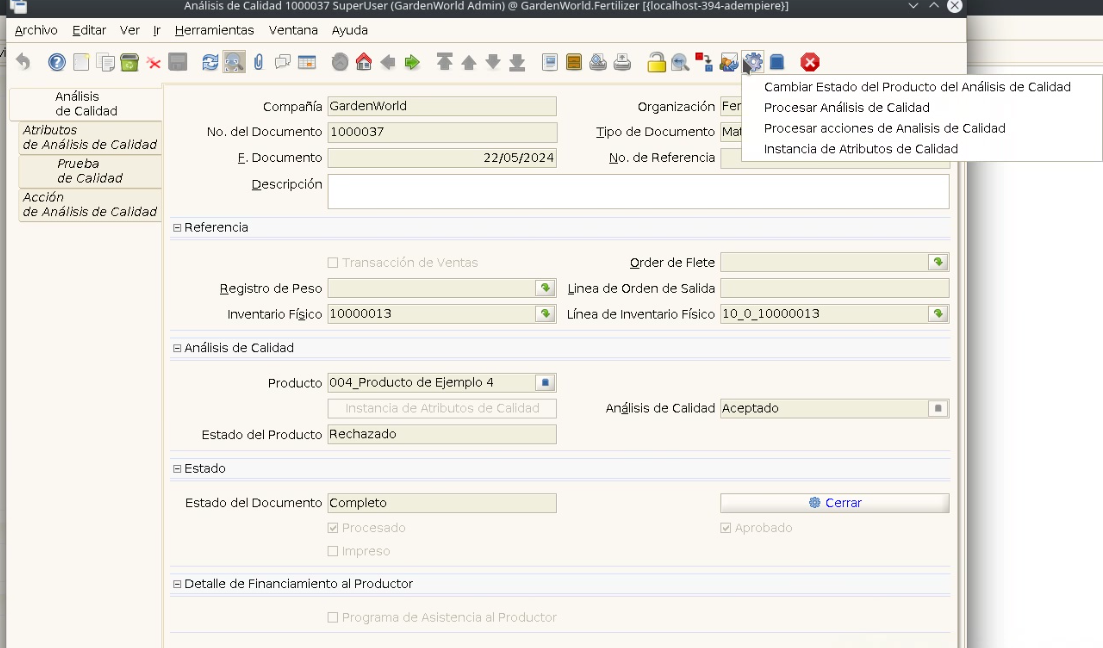 Análisis de Calidad 1000037 SuperUser (GardenWorld Admin) @ GardenWorld.Fertilizer [{localhost-394-adempiere}]
Archivo Editar Ver Ir Herramientas Ventana Ayuda
Cambiar Estado del Producto del Análisis de Calidad
Procesar Análisis de Calidad
Procesar acciones de Analisis de Calidad
Instancia de Atributos de Calidad
Análisis
de Calidad
Atributos
de Análisis de Calidad
Prueba
de Calidad
Acción
de Análisis de Calidad
Compañía GardenWorld Organización Fer
No. del Documento 1000037 Tipo de Documento Mat
F. Documento 22/05/2024 No. de Referencia
Descripción
Referencia
Transacción de Ventas Order de Flete
Registro de Peso Linea de Orden de Salida
Inventario Físico 10000013 Línea de Inventario Físico 10_0_10000013
Análisis de Calidad
Producto 004_Producto de Ejemplo 4
Instancia de Atributos de Calidad Análisis de Calidad Aceptado
Estado del Producto Rechazado
Estado
Estado del Documento Completo Cerrar
Procesado Aprobado
Impreso
Detalle de Financiamiento al Productor
Programa de Asistencia al Productor